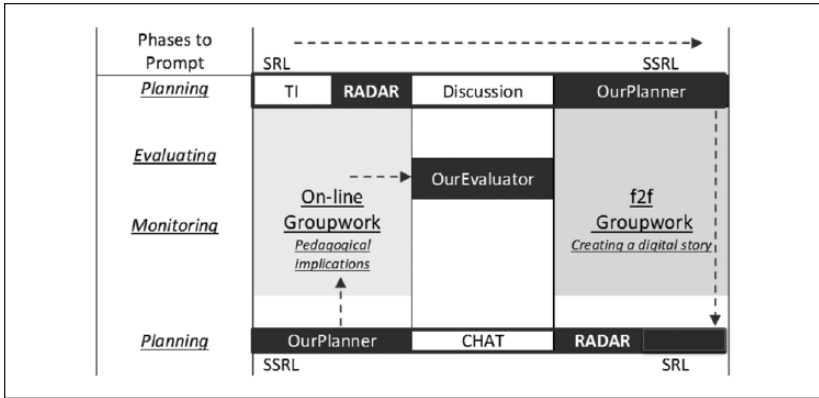 Phases to
Prompt
SRL
SSRL
Planning
TI
RADAR
Discussion
OurPlanner
Evaluating
OurEvaluator
On-line
Groupwork
Pedagogical
implications
f2f
Groupwork
Creating a digital story
Monitoring
Planning
OurPlanner
CHAT
RADAR
SSRL
SRL